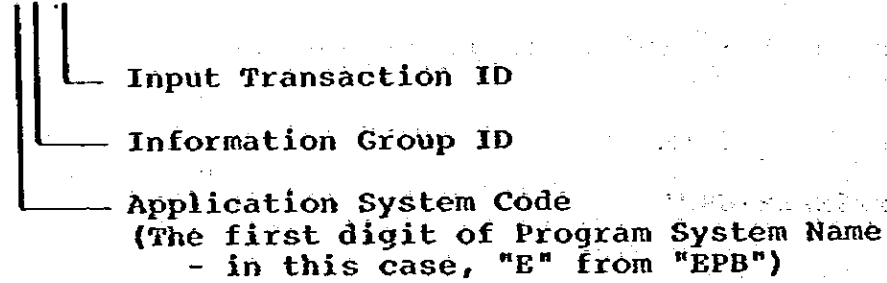 Input Transaction ID
Information Group ID
Application System Code
(The first digit of Program System Name
- in this case, "E" from "EPB")